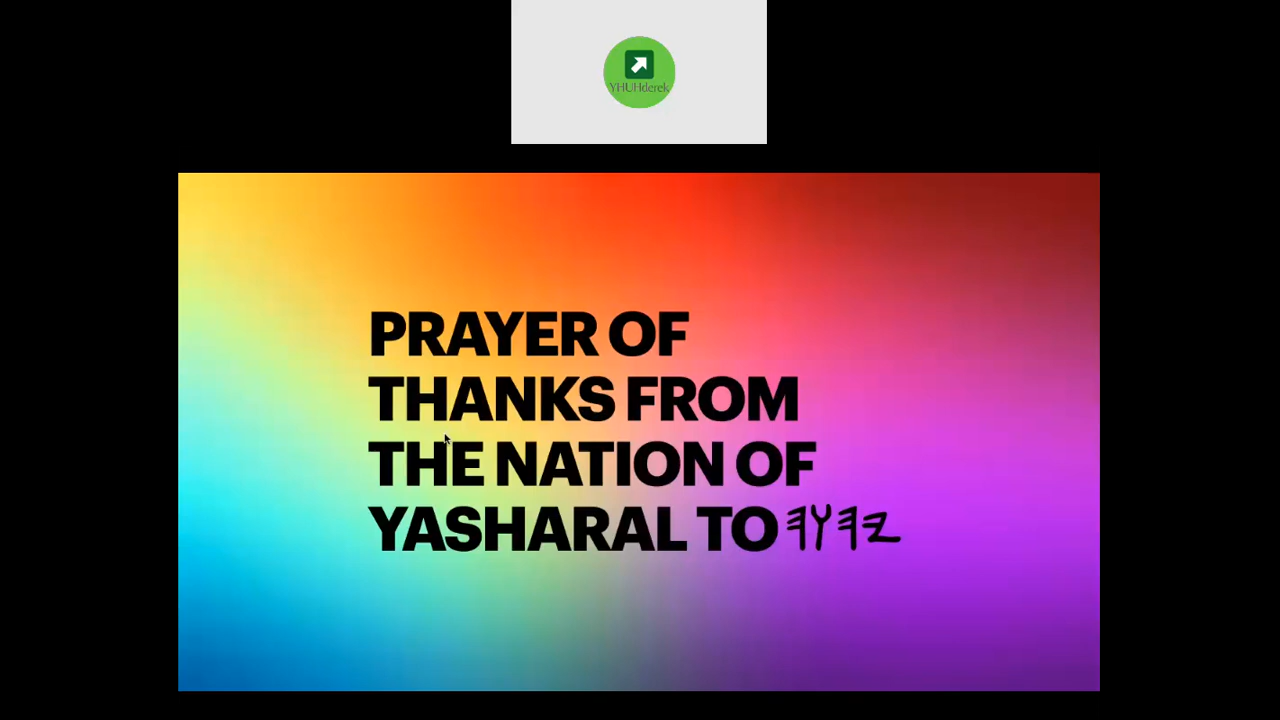 YHUHderek
PRAYER OF
THANKS FROM
THE NATION OF
YASHARAL TO 𐤉𐤄𐤅𐤄